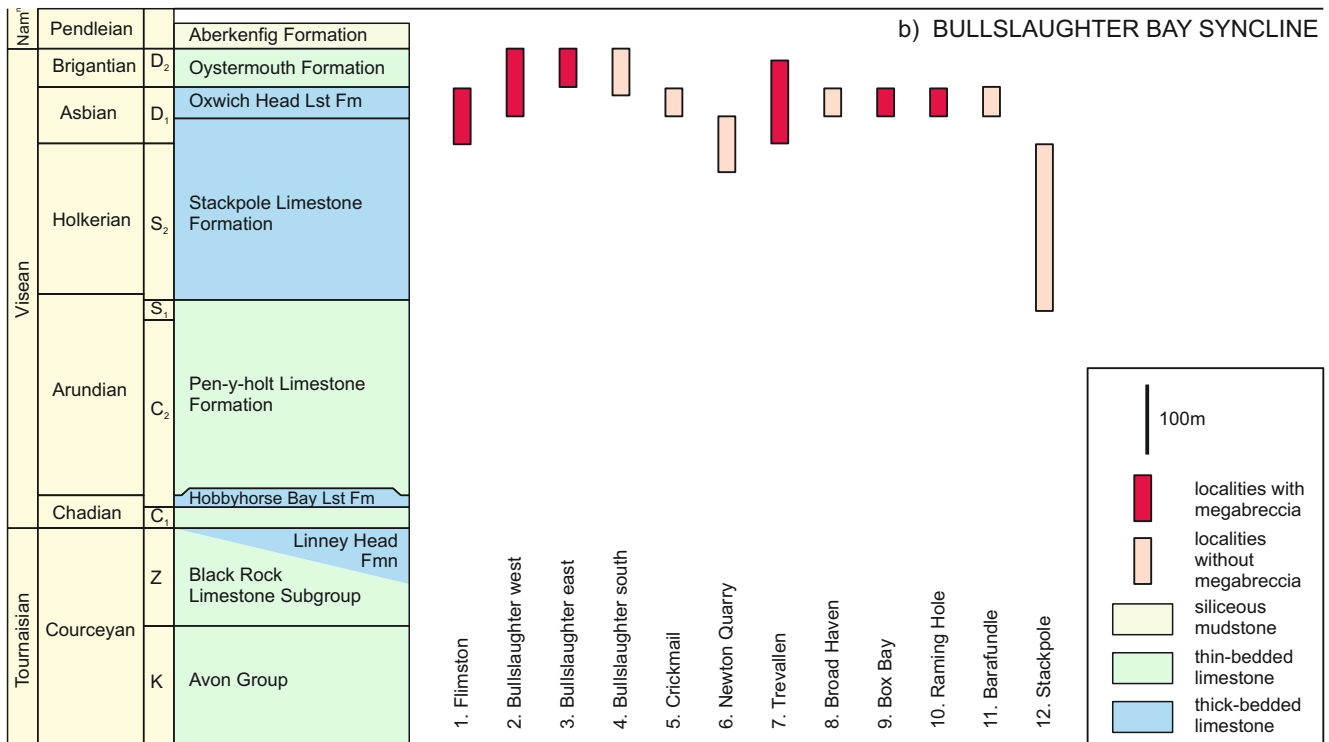 b) BULLSLAUGHTER BAY SYNCLINE
Namⁿ
Visean
Tournaisian
Pendleian
Brigantian
Asbian
Holkerian
Arundian
Chadian
Courceyan
D₂
D₁
S₂
S₁
C₂
C₁
Z
K
Aberkenfig Formation
Oystermouth Formation
Oxwich Head Lst Fm
Stackpole Limestone
Formation
Pen-y-holt Limestone
Formation
Hobbyhorse Bay Lst Fm
Linney Head
Fmn
Black Rock
Limestone Subgroup
Avon Group
1. Flimston
2. Bullslaughter west
3. Bullslaughter east
4. Bullslaughter south
5. Crickmail
6. Newton Quarry
7. Trevallen
8. Broad Haven
9. Box Bay
10. Raming Hole
11. Barafundle
12. Stackpole
100m
localities with
megabreccia
localities
without
megabreccia
siliceous
mudstone
thin-bedded
limestone
thick-bedded
limestone